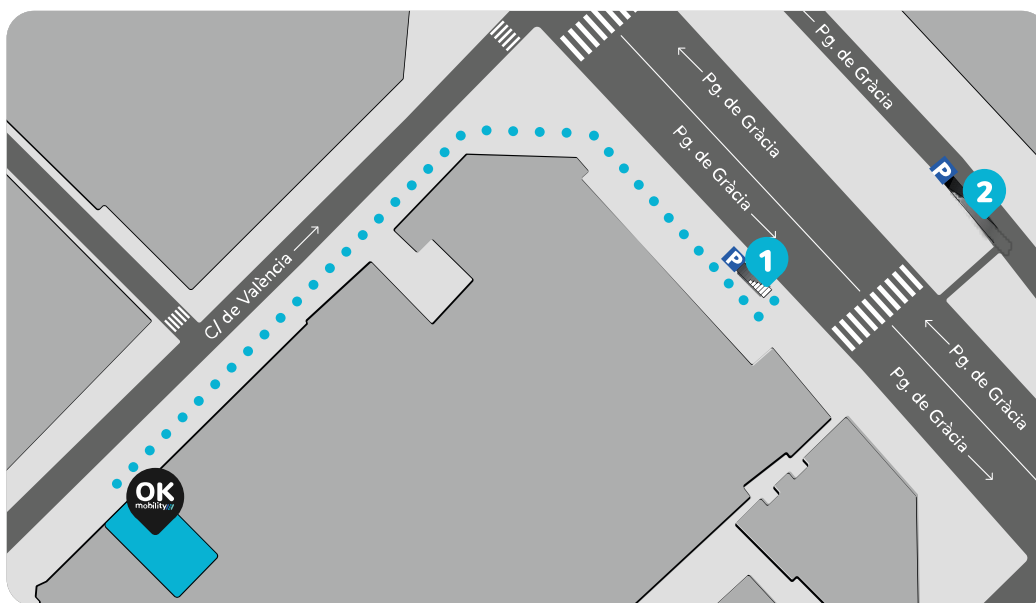 Pg. de Gràcia
Pg. de Gràcia
Pg. de Gràcia
P
2
P
1
C/ de València
Pg. de Gràcia
Pg. de Gràcia
OK
mobility